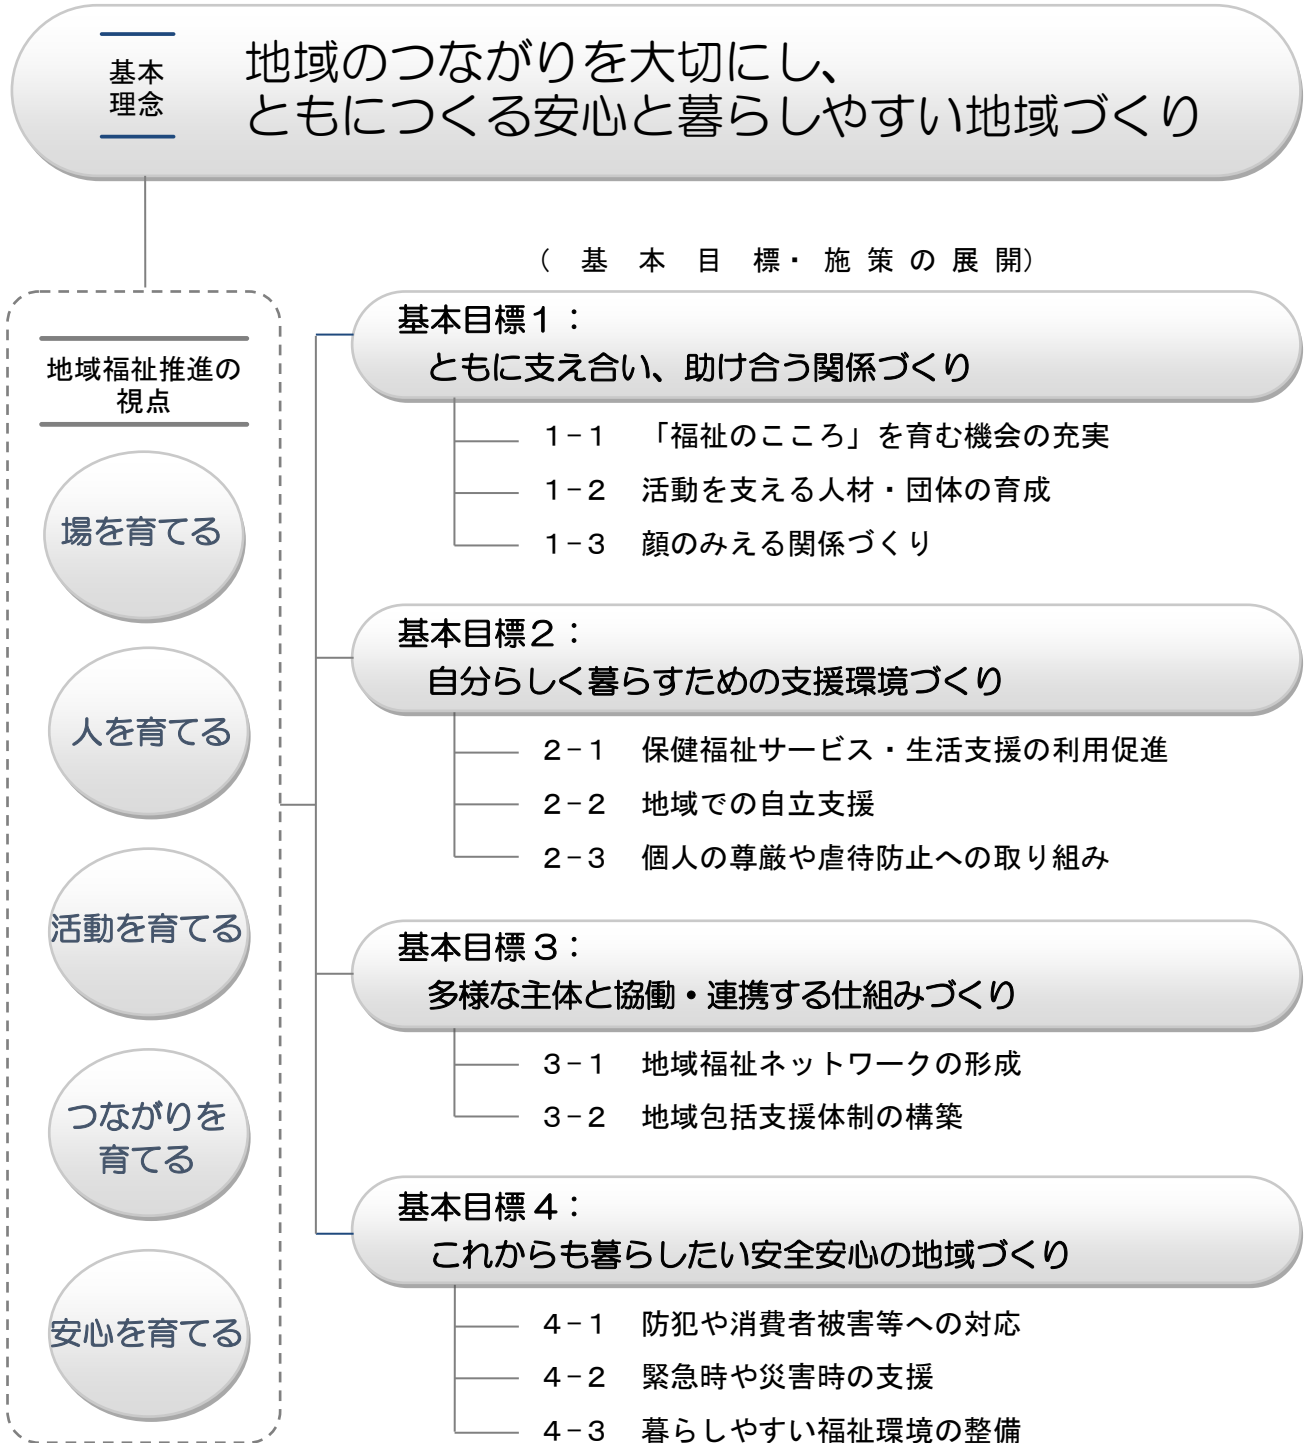 基本
理念
地域のつながりを大切にし、
ともにつくる安心と暮らしやすい地域づくり
(基本目標・施策の展開)
地域福祉推進の
視点
場を育てる
人を育てる
活動を育てる
つながりを
育てる
安心を育てる
基本目標1：
ともに支え合い、助け合う関係づくり
1-1 「福祉のこころ」を育む機会の充実
1-2 活動を支える人材・団体の育成
1-3 顔のみえる関係づくり
基本目標2：
自分らしく暮らすための支援環境づくり
2-1 保健福祉サービス・生活支援の利用促進
2-2 地域での自立支援
2-3 個人の尊厳や虐待防止への取り組み
基本目標3：
多様な主体と協働・連携する仕組みづくり
3-1 地域福祉ネットワークの形成
3-2 地域包括支援体制の構築
基本目標4：
これからも暮らしたい安全安心の地域づくり
4-1 防犯や消費者被害等への対応
4-2 緊急時や災害時の支援
4-3 暮らしやすい福祉環境の整備